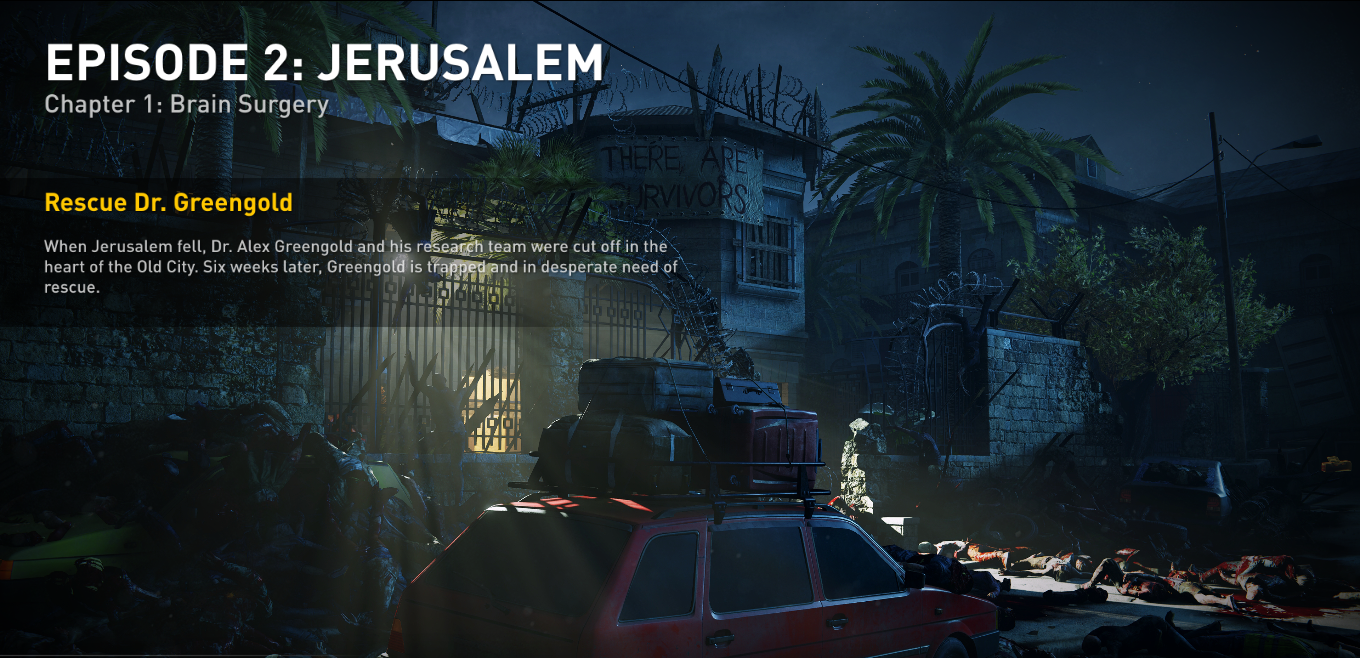 EPISODE 2: JERUSALEM
Chapter 1: Brain Surgery
THERE ARE
SURVIVORS
Rescue Dr. Greengold
When Jerusalem fell, Dr. Alex Greengold and his research team were cut off in the
heart of the Old City. Six weeks later, Greengold is trapped and in desperate need of
rescue.